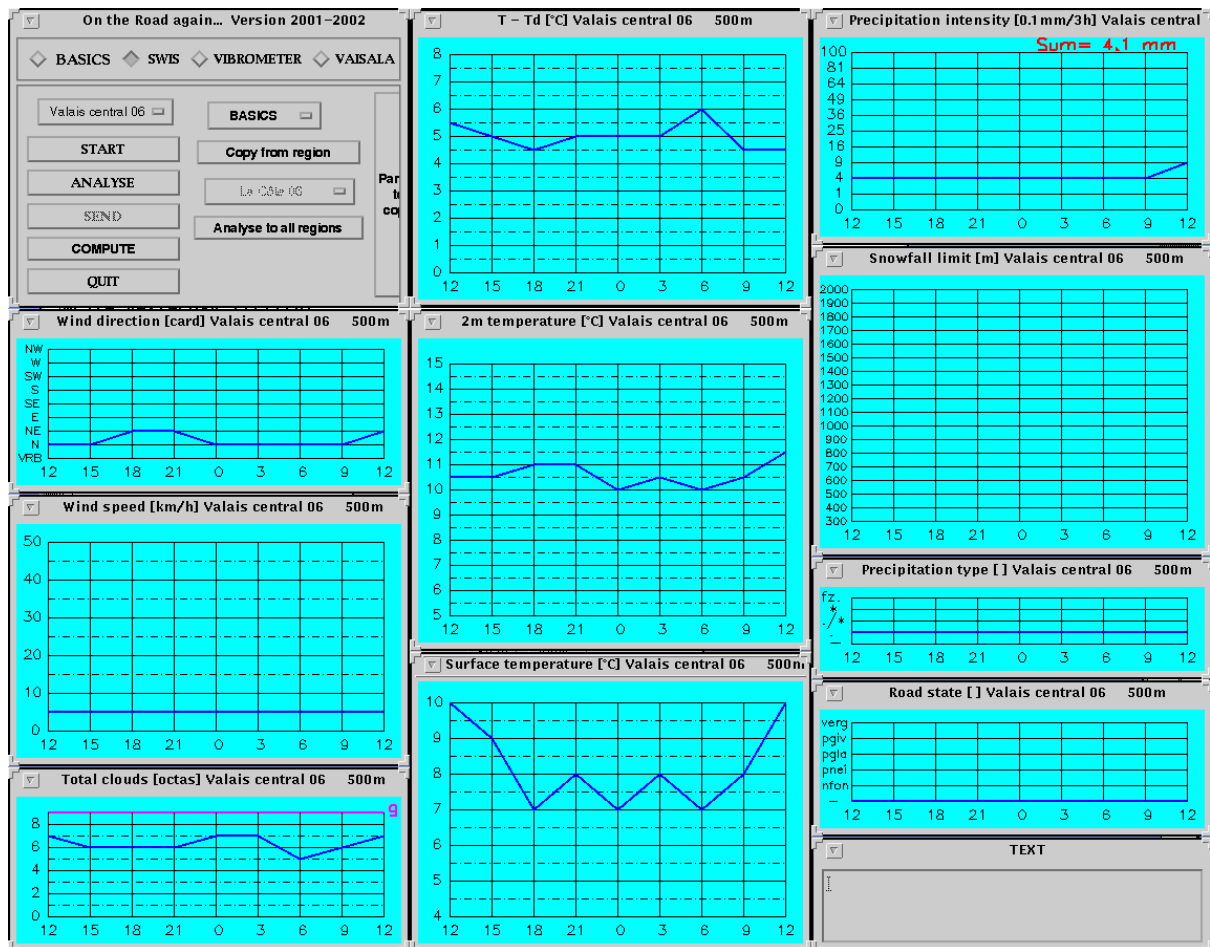 On the Road again... Version 2001-2002
BASICS SWIS VIBROMETER VAISALA
Valais central 06
BASICS
START
Copy from region
ANALYSE
La Côte 06
SEND
Analyse to all regions
COMPUTE
QUIT
Wind direction [card] Valais central 06 500m
NW
W
SW
S
SE
E
NE
N
VRB
12 15 18 21 0 3 6 9 12
Wind speed [km/h] Valais central 06 500m
50
40
30
20
10
0
12 15 18 21 0 3 6 9 12
Total clouds [octas] Valais central 06 500m
g
8
6
4
2
0
12 15 18 21 0 3 6 9 12
T - Td [°C] Valais central 06 500m
8
7
6
5
4
3
2
1
0
12 15 18 21 0 3 6 9 12
2m temperature [°C] Valais central 06 500m
15
14
13
12
11
10
9
8
7
6
5
12 15 18 21 0 3 6 9 12
Surface temperature [°C] Valais central 06 500m
10
9
8
7
6
5
4
12 15 18 21 0 3 6 9 12
Precipitation intensity [0.1mm/3h] Valais central
Sum= 4.1 mm
100
81
64
49
36
25
16
9
4
1
0
12 15 18 21 0 3 6 9 12
Snowfall limit [m] Valais central 06 500m
2000
1900
1800
1700
1600
1500
1400
1300
1200
1100
1000
900
800
700
600
500
400
300
12 15 18 21 0 3 6 9 12
Precipitation type [ ] Valais central 06 500m
fz.
*
./*
.
_
12 15 18 21 0 3 6 9 12
Road state [ ] Valais central 06 500m
verg
pgiv
pgla
pnei
nfon
_
12 15 18 21 0 3 6 9 12
TEXT